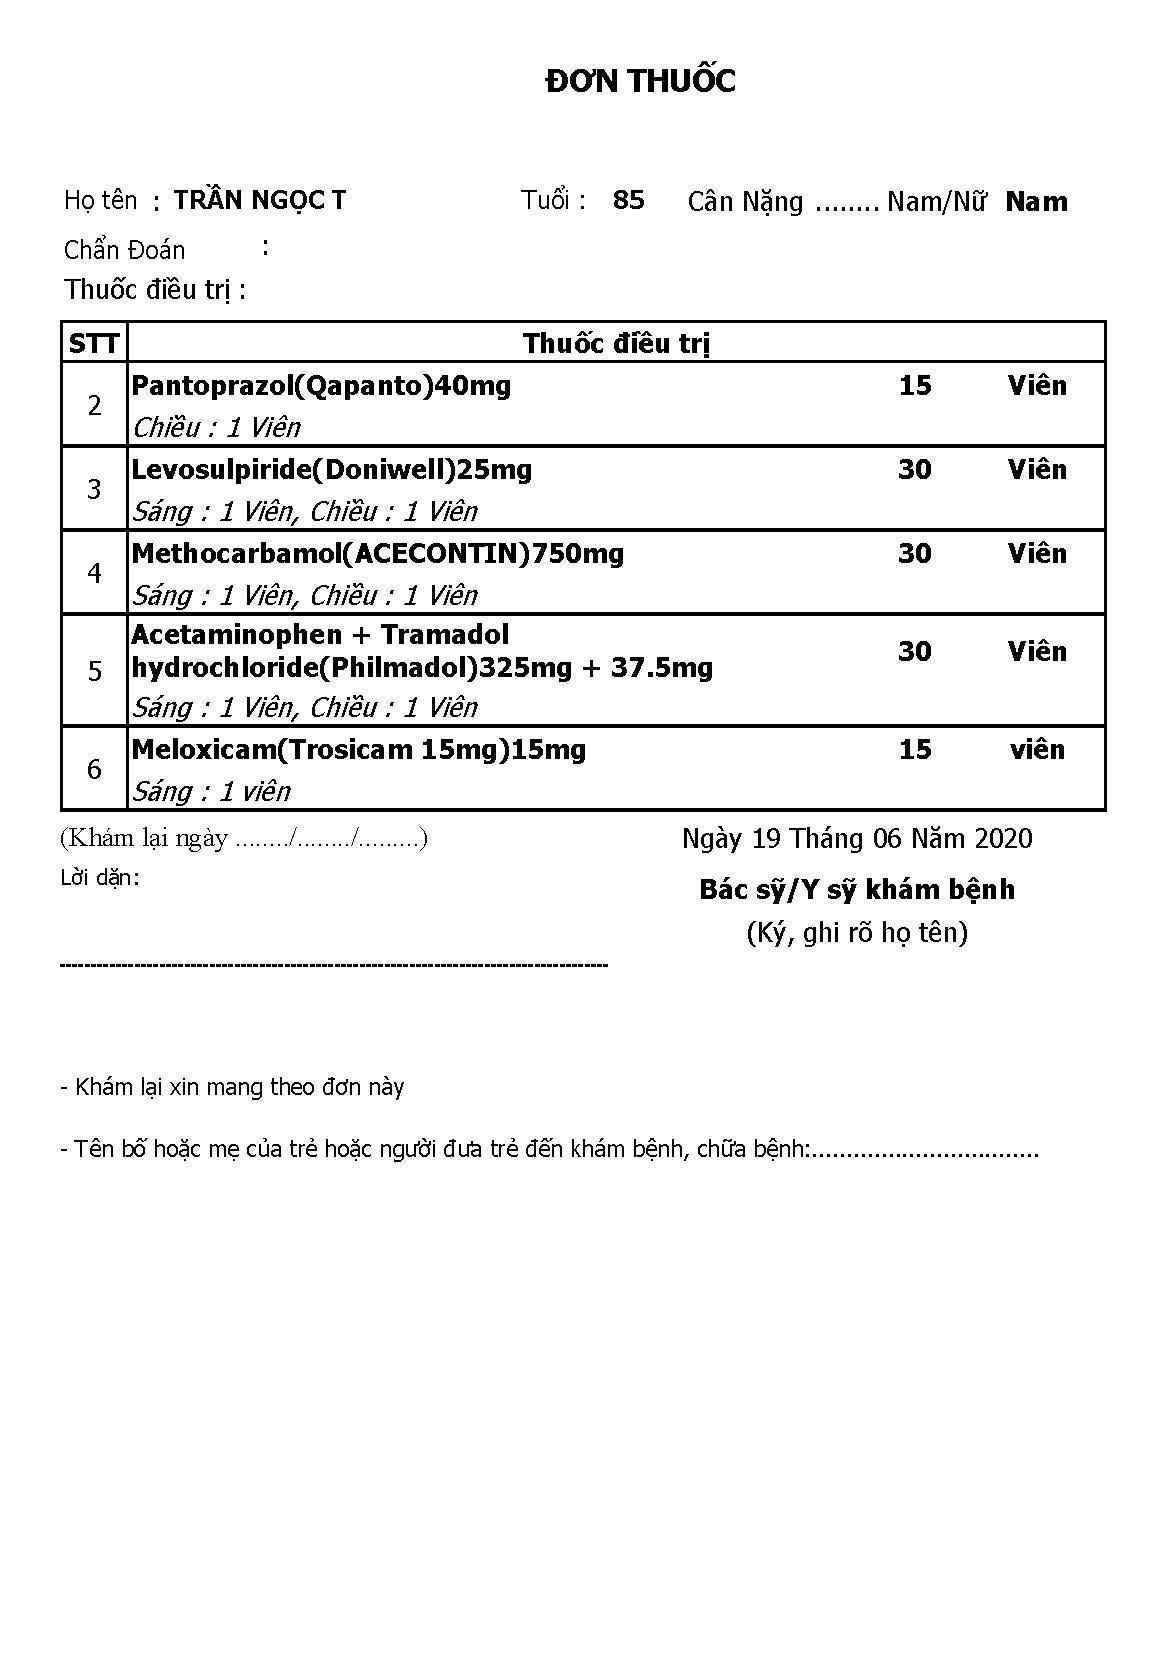 ĐƠN THUỐC
Họ tên : TRẦN NGỌC T Tuổi : 85 Cân Nặng ........ Nam/Nữ Nam
Chẩn Đoán :
Thuốc điều trị :
STT Thuốc điều trị
2 Pantoprazol(Qapanto)40mg 15 Viên
Chiều : 1 Viên
3 Levosulpiride(Doniwell)25mg 30 Viên
Sáng : 1 Viên, Chiều : 1 Viên
4 Methocarbamol(ACECONTIN)750mg 30 Viên
Sáng : 1 Viên, Chiều : 1 Viên
5 Acetaminophen + Tramadol
hydrochloride(Philmadol)325mg + 37.5mg 30 Viên
Sáng : 1 Viên, Chiều : 1 Viên
6 Meloxicam(Trosicam 15mg)15mg 15 viên
Sáng : 1 viên
(Khám lại ngày ......../......../.........) Ngày 19 Tháng 06 Năm 2020
Lời dặn:
Bác sỹ/Y sỹ khám bệnh
(Ký, ghi rõ họ tên)
- Khám lại xin mang theo đơn này
- Tên bố hoặc mẹ của trẻ hoặc người đưa trẻ đến khám bệnh, chữa bệnh:.................................